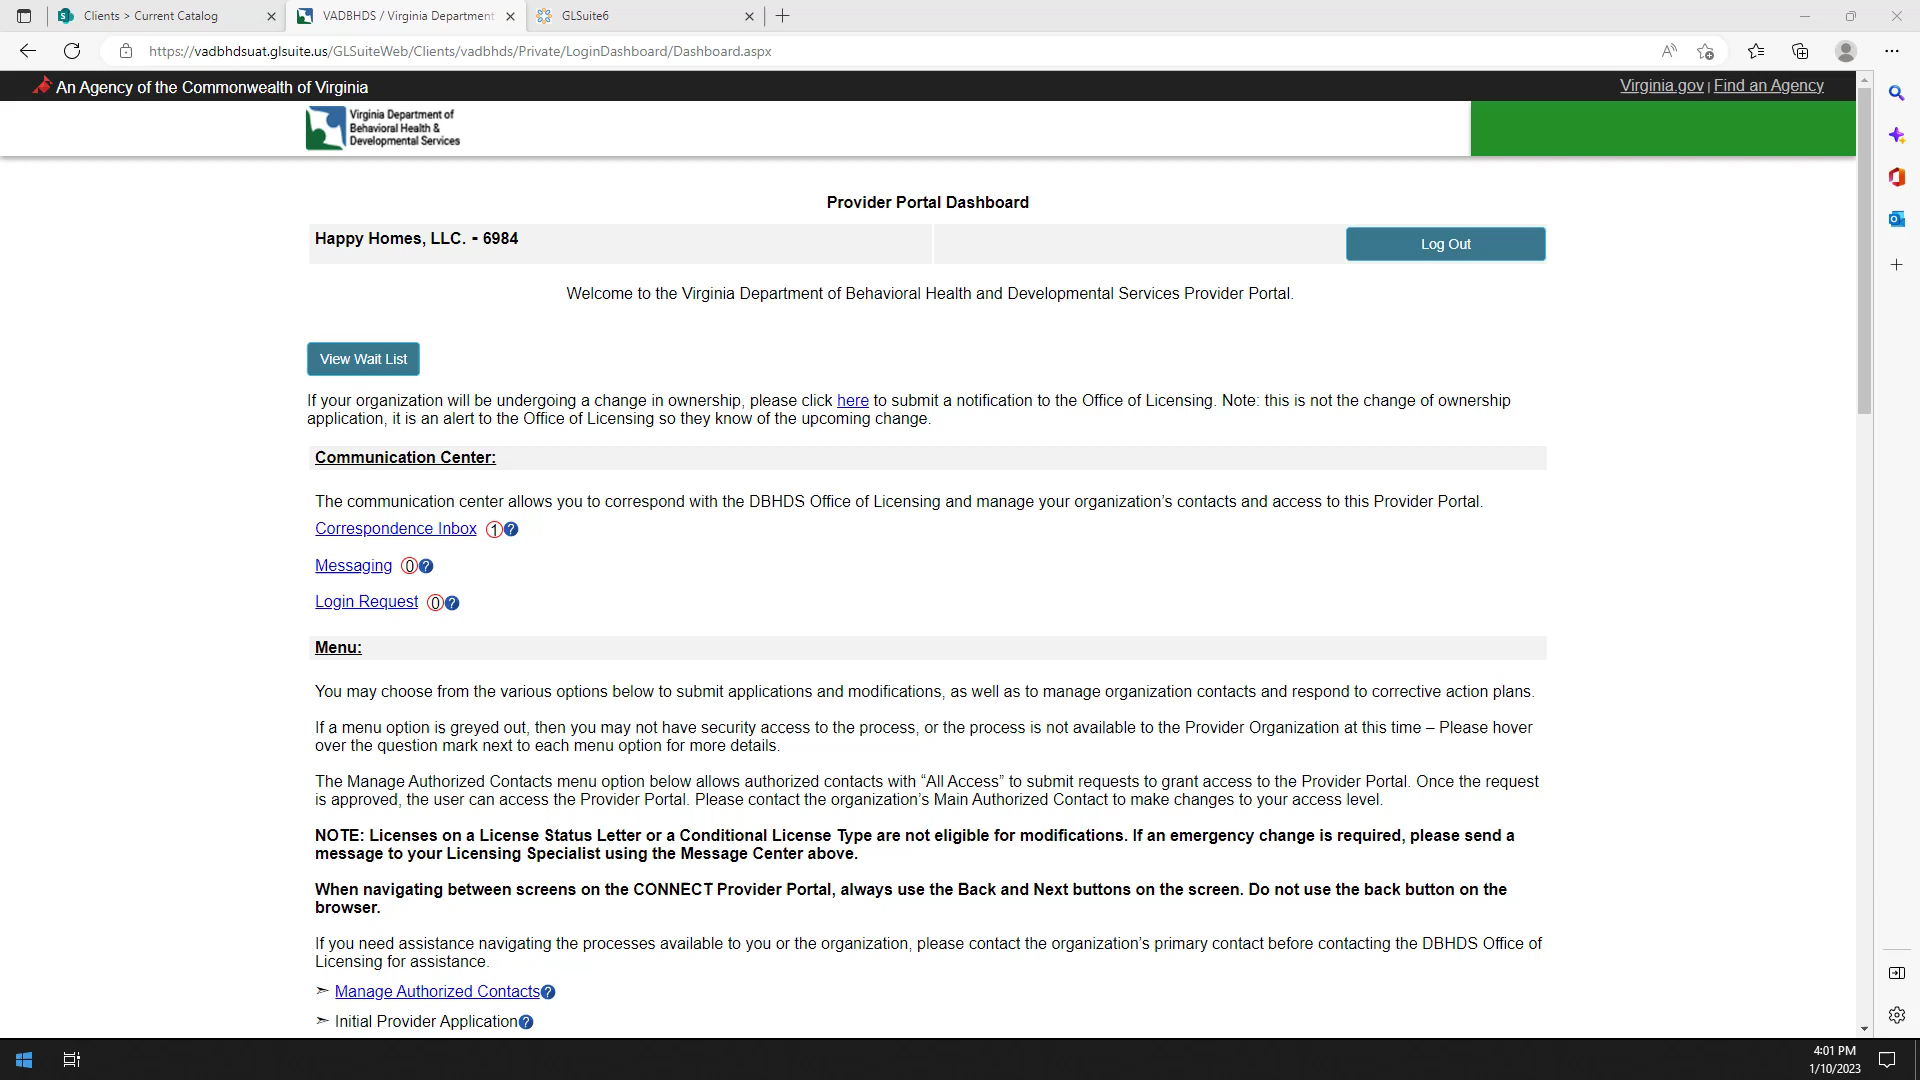 Clients > Current Catalog
VADBHDS / Virginia Department
GLSuite6
https://vadbhdsuat.glsuite.us/GLSuiteWeb/Clients/vadbhds/Private/LoginDashboard/Dashboard.aspx
An Agency of the Commonwealth of Virginia
Virginia.gov | Find an Agency
Virginia Department of
Behavioral Health &
Developmental Services
Provider Portal Dashboard
Happy Homes, LLC. - 6984
Log Out
Welcome to the Virginia Department of Behavioral Health and Developmental Services Provider Portal.
View Wait List
If your organization will be undergoing a change in ownership, please click here to submit a notification to the Office of Licensing. Note: this is not the change of ownership
application, it is an alert to the Office of Licensing so they know of the upcoming change.
Communication Center:
The communication center allows you to correspond with the DBHDS Office of Licensing and manage your organization's contacts and access to this Provider Portal.
Correspondence Inbox 1 ?
Messaging 0 ?
Login Request 0 ?
Menu:
You may choose from the various options below to submit applications and modifications, as well as to manage organization contacts and respond to corrective action plans.
If a menu option is greyed out, then you may not have security access to the process, or the process is not available to the Provider Organization at this time – Please hover
over the question mark next to each menu option for more details.
The Manage Authorized Contacts menu option below allows authorized contacts with “All Access” to submit requests to grant access to the Provider Portal. Once the request
is approved, the user can access the Provider Portal. Please contact the organization's Main Authorized Contact to make changes to your access level.
NOTE: Licenses on a License Status Letter or a Conditional License Type are not eligible for modifications. If an emergency change is required, please send a
message to your Licensing Specialist using the Message Center above.
When navigating between screens on the CONNECT Provider Portal, always use the Back and Next buttons on the screen. Do not use the back button on the
browser.
If you need assistance navigating the processes available to you or the organization, please contact the organization's primary contact before contacting the DBHDS Office of
Licensing for assistance.
➣ Manage Authorized Contacts ?
➣ Initial Provider Application ?
4:01 PM
1/10/2023